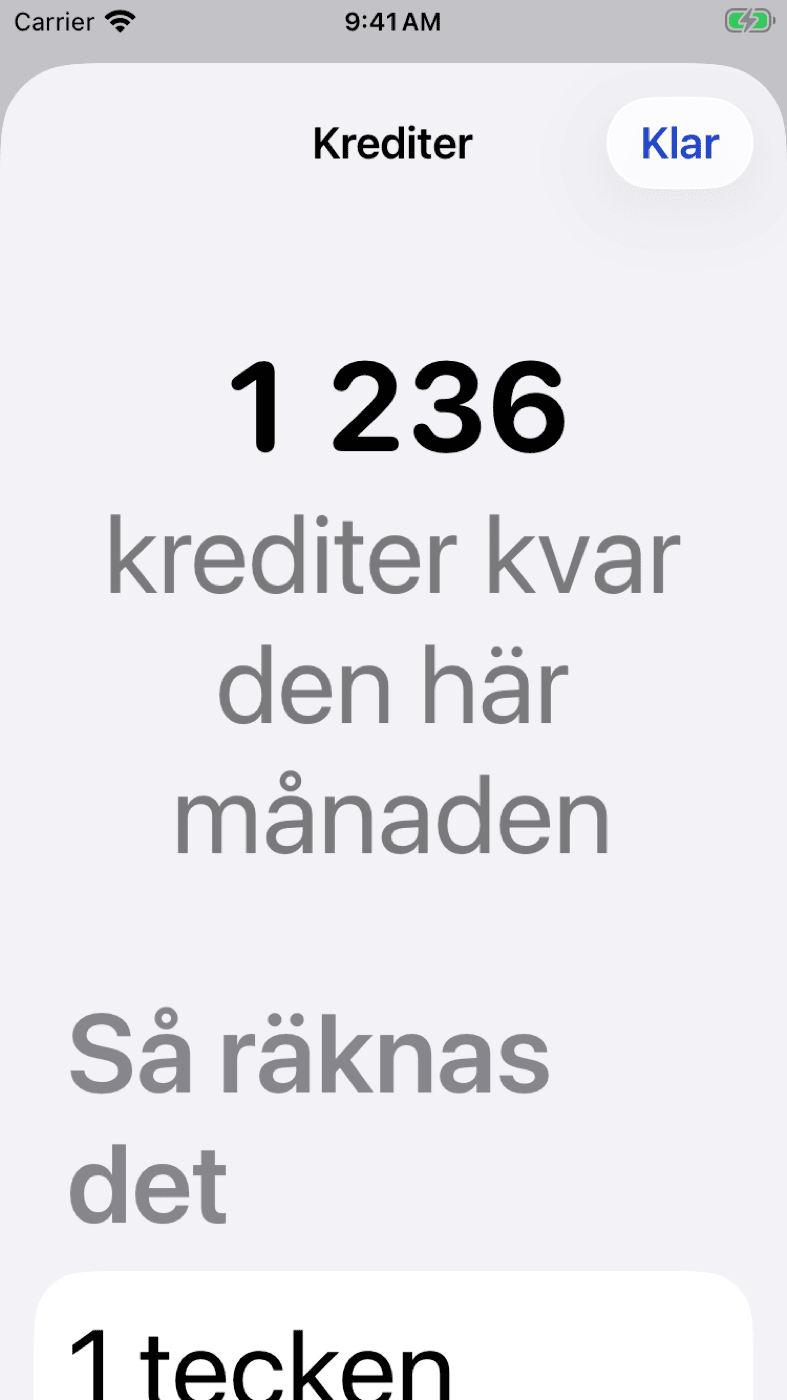 Carrier 9:41 AM
Krediter Klar
1 236
krediter kvar
den här
månaden
Så räknas
det
1 tecken